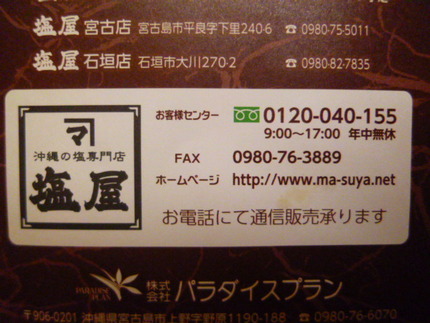 塩屋 宮古店 宮古島市平良字下里240-6 ☎ 0980-75-5011
塩屋 石垣店 石垣市大川270-2 ☎ 0980-82-7835
マ
沖縄の塩専門店
塩屋
お客様センター 0120-040-155
9:00〜17:00 年中無休
FAX 0980-76-3889
ホームページ http://www.ma-suya.net
お電話にて通信販売承ります
PARADISE PLAN
株式会社 パラダイスプラン
〒906-0201 沖縄県宮古島市上野字野原1190-188 ☎ 0980-76-6070